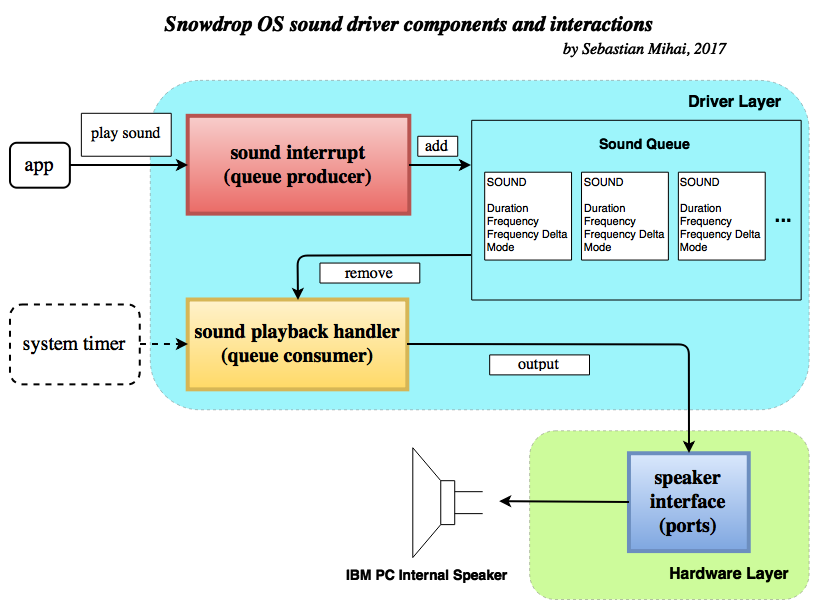 Snowdrop OS sound driver components and interactions
by Sebastian Mihai, 2017
Driver Layer
play sound
app
sound interrupt
(queue producer)
add
Sound Queue
SOUND
Duration
Frequency
Frequency Delta
Mode
SOUND
Duration
Frequency
Frequency Delta
Mode
SOUND
Duration
Frequency
Frequency Delta
Mode
...
remove
system timer
sound playback handler
(queue consumer)
output
speaker
interface
(ports)
IBM PC Internal Speaker
Hardware Layer